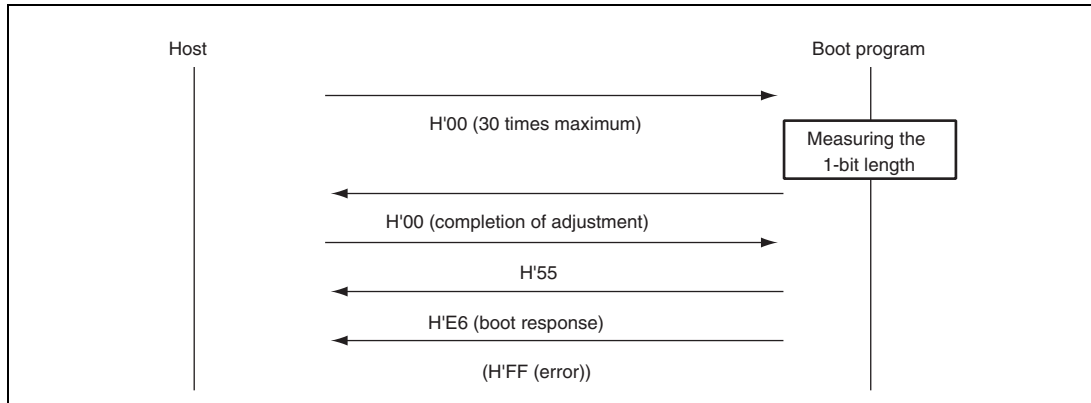 Host
Boot program
H'00 (30 times maximum)
Measuring the
1-bit length
H'00 (completion of adjustment)
H'55
H'E6 (boot response)
(H'FF (error))